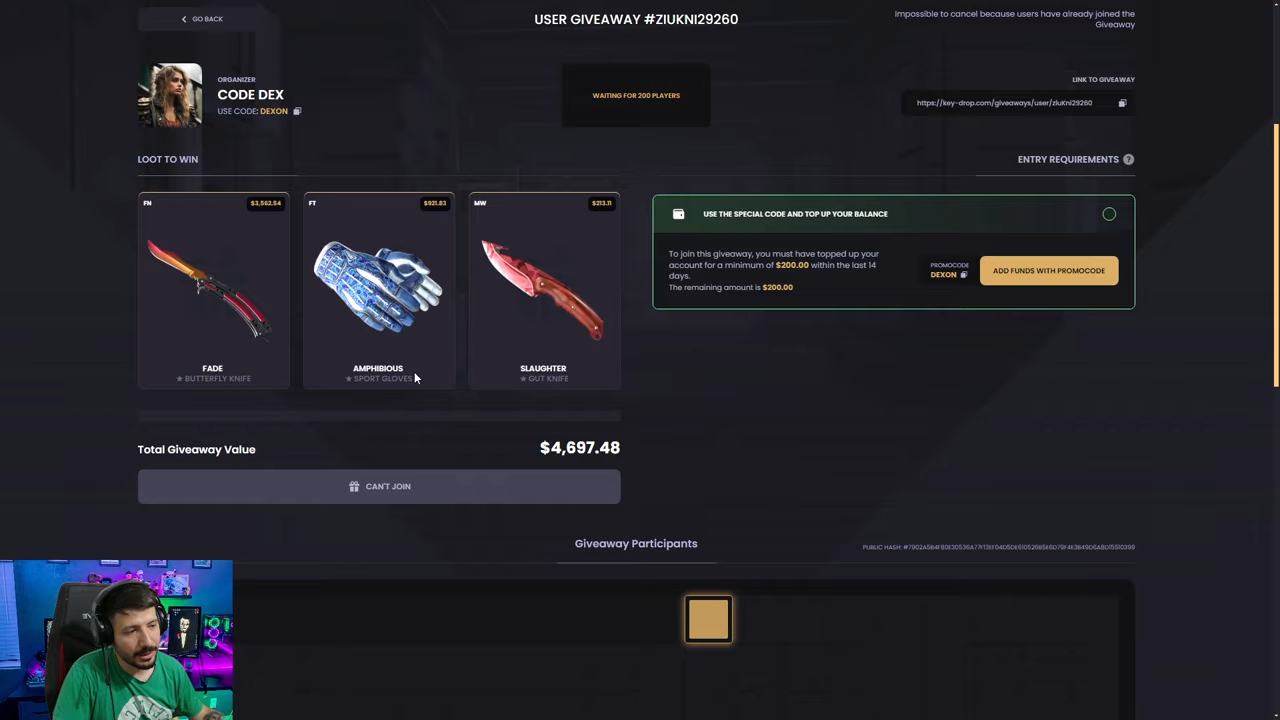 GO BACK
USER GIVEAWAY #ZIUKNI29260
Impossible to cancel because users have already joined the
Giveaway
ORGANIZER
CODE DEX
USE CODE: DEXON
WAITING FOR 200 PLAYERS
LINK TO GIVEAWAY
https://key-drop.com/giveaways/user/ziuKni29260
LOOT TO WIN
ENTRY REQUIREMENTS ?
FN $3,562.54
FADE
★ BUTTERFLY KNIFE
FT $921.83
AMPHIBIOUS
★ SPORT GLOVES
MW $213.11
SLAUGHTER
★ GUT KNIFE
USE THE SPECIAL CODE AND TOP UP YOUR BALANCE
To join this giveaway, you must have topped up your
account for a minimum of $200.00 within the last 14
days.
The remaining amount is $200.00
PROMOCODE
DEXON
ADD FUNDS WITH PROMOCODE
Total Giveaway Value
$4,697.48
CAN'T JOIN
Giveaway Participants
PUBLIC HASH: